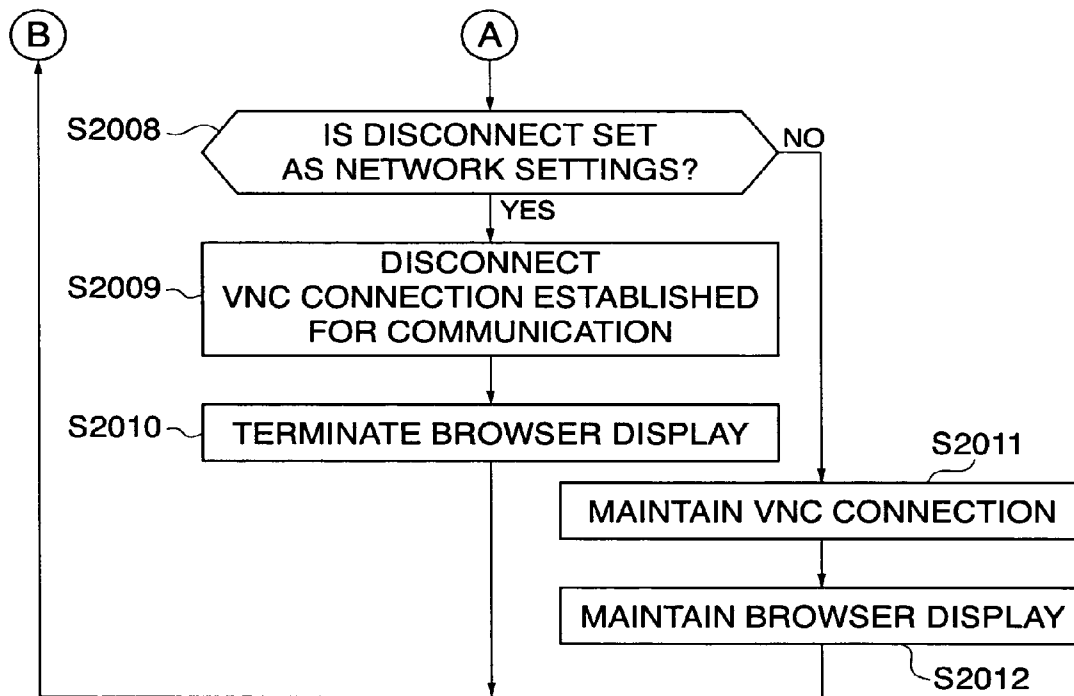 B
A
S2008
IS DISCONNECT SET
AS NETWORK SETTINGS?
NO
YES
S2009
DISCONNECT
VNC CONNECTION ESTABLISHED
FOR COMMUNICATION
S2010
TERMINATE BROWSER DISPLAY
S2011
MAINTAIN VNC CONNECTION
MAINTAIN BROWSER DISPLAY
S2012